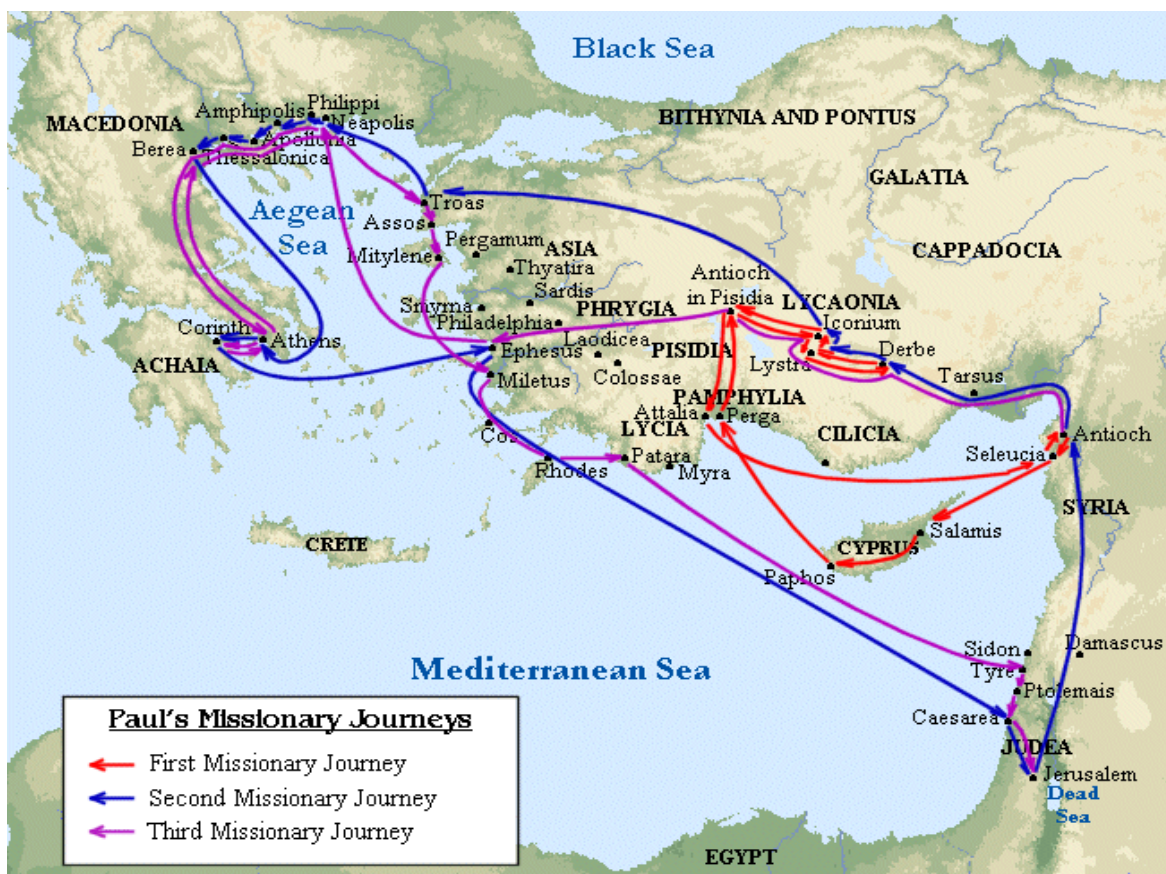 Black Sea
Philippi
Amphipolis
Neapolis
MACEDONIA
BITHYNIA AND PONTUS
Apollonia
Berea
Thessalonica
GALATIA
Troas
Aegean
Sea
Assos
CAPPADOCIA
Pergamum
ASIA
Mitylene
Thyatira
Antioch
in Pisidia
LYCAONIA
Sardis
Smyrna
PHRYGIA
Philadelphia
Iconium
Corinth
Athens
Laodicea
Ephesus
PISIDIA
Derbe
ACHAIA
Lystra
Colossae
Miletus
Tarsus
PAMPHYLIA
Attalia
Perga
Cos
LYCIA
CILICIA
Antioch
Seleucia
Patara
Rhodes
Myra
SYRIA
Salamis
CRETE
CYPRUS
Paphos
Sidon
Damascus
Mediterranean Sea
Tyre
Ptolemais
Caesarea
JUDEA
Jerusalem
Dead
Sea
Paul's Missionary Journeys
First Missionary Journey
Second Missionary Journey
Third Missionary Journey
EGYPT